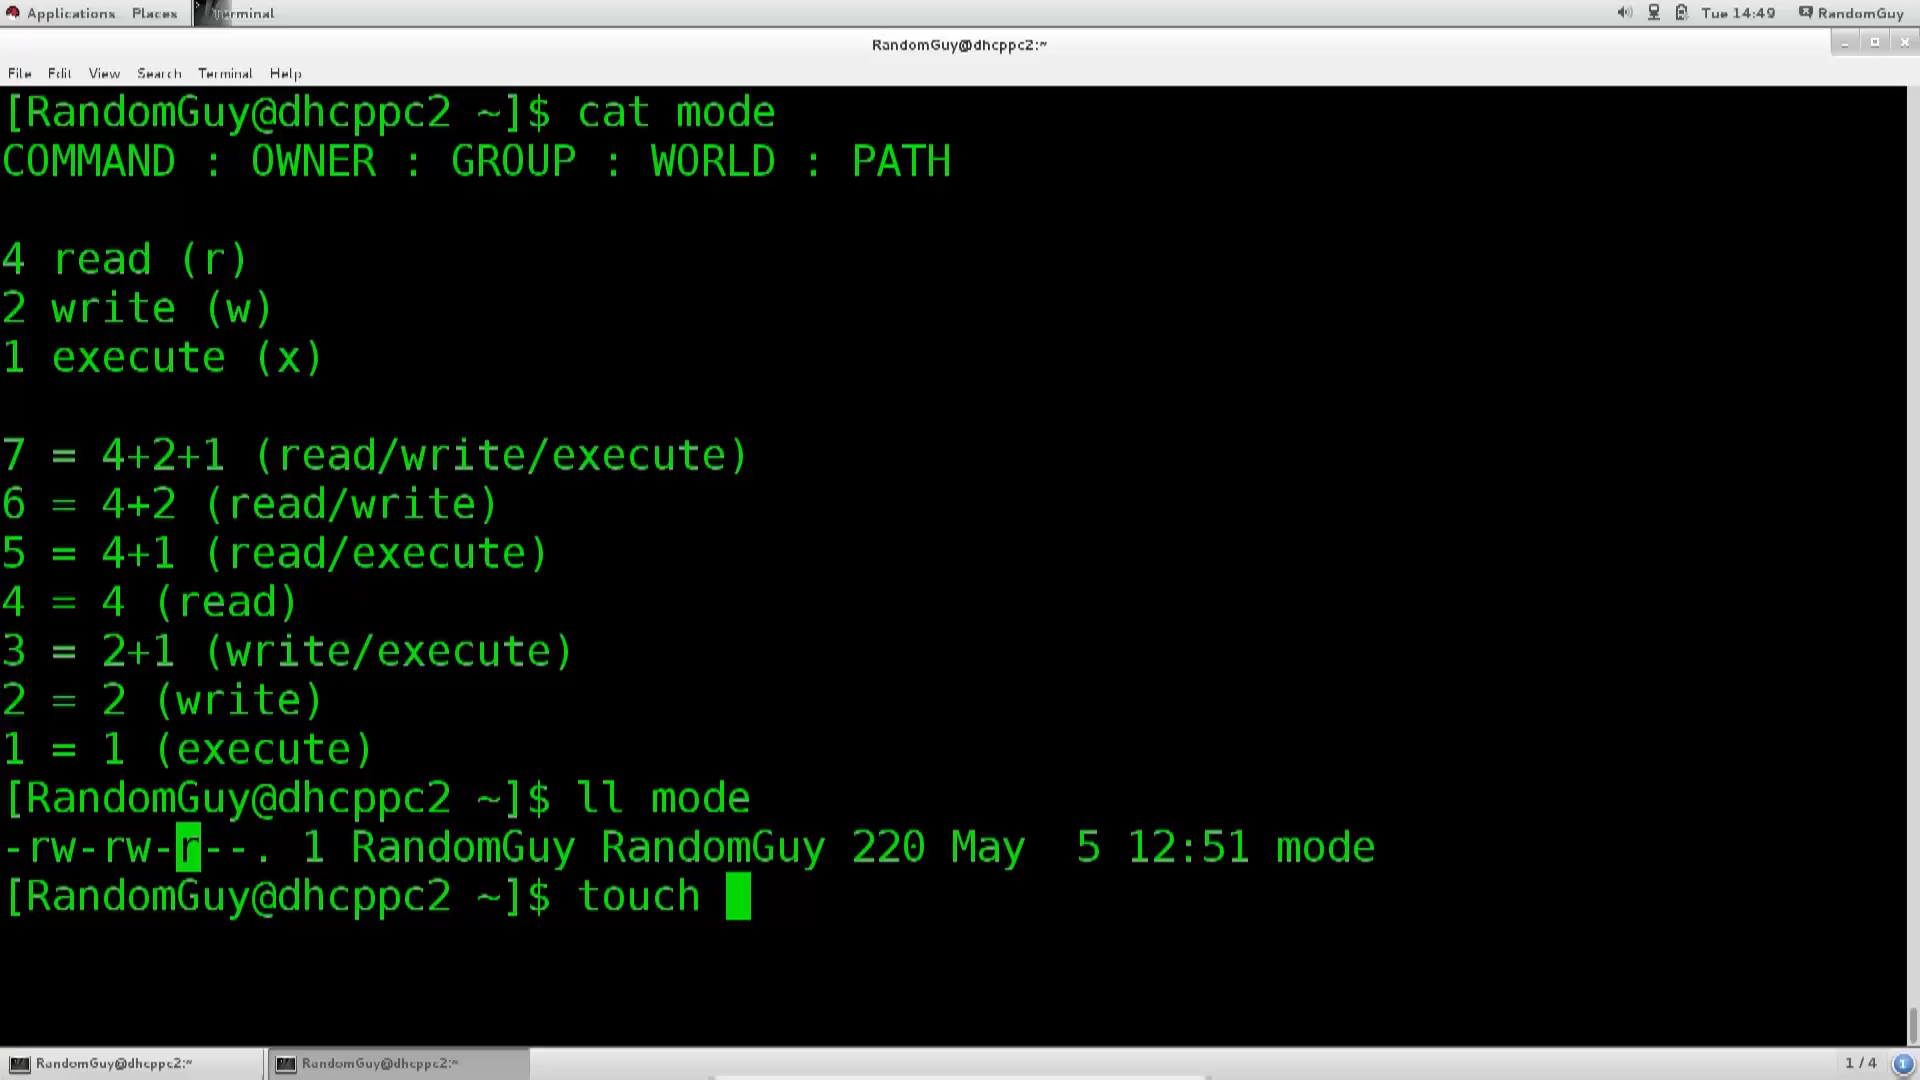 Applications Places Terminal Tue 14:49 RandomGuy
RandomGuy@dhcppc2:~
File Edit View Search Terminal Help
[RandomGuy@dhcppc2 ~]$ cat mode
COMMAND : OWNER : GROUP : WORLD : PATH
4 read (r)
2 write (w)
1 execute (x)
7 = 4+2+1 (read/write/execute)
6 = 4+2 (read/write)
5 = 4+1 (read/execute)
4 = 4 (read)
3 = 2+1 (write/execute)
2 = 2 (write)
1 = 1 (execute)
[RandomGuy@dhcppc2 ~]$ ll mode
-rw-rw-r--. 1 RandomGuy RandomGuy 220 May  5 12:51 mode
[RandomGuy@dhcppc2 ~]$ touch
RandomGuy@dhcppc2:~ RandomGuy@dhcppc2:~ 1 / 4 1